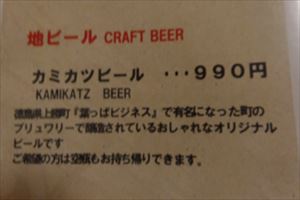 地ビール CRAFT BEER
カミカツビール ･･･９９０円
KAMIKATZ BEER
徳島県上勝町『葉っぱビジネス』で有名になった町の
ブリュワリーで醸造されているおしゃれなオリジナル
ビールです
ご希望の方は空瓶もお持ち帰りできます。